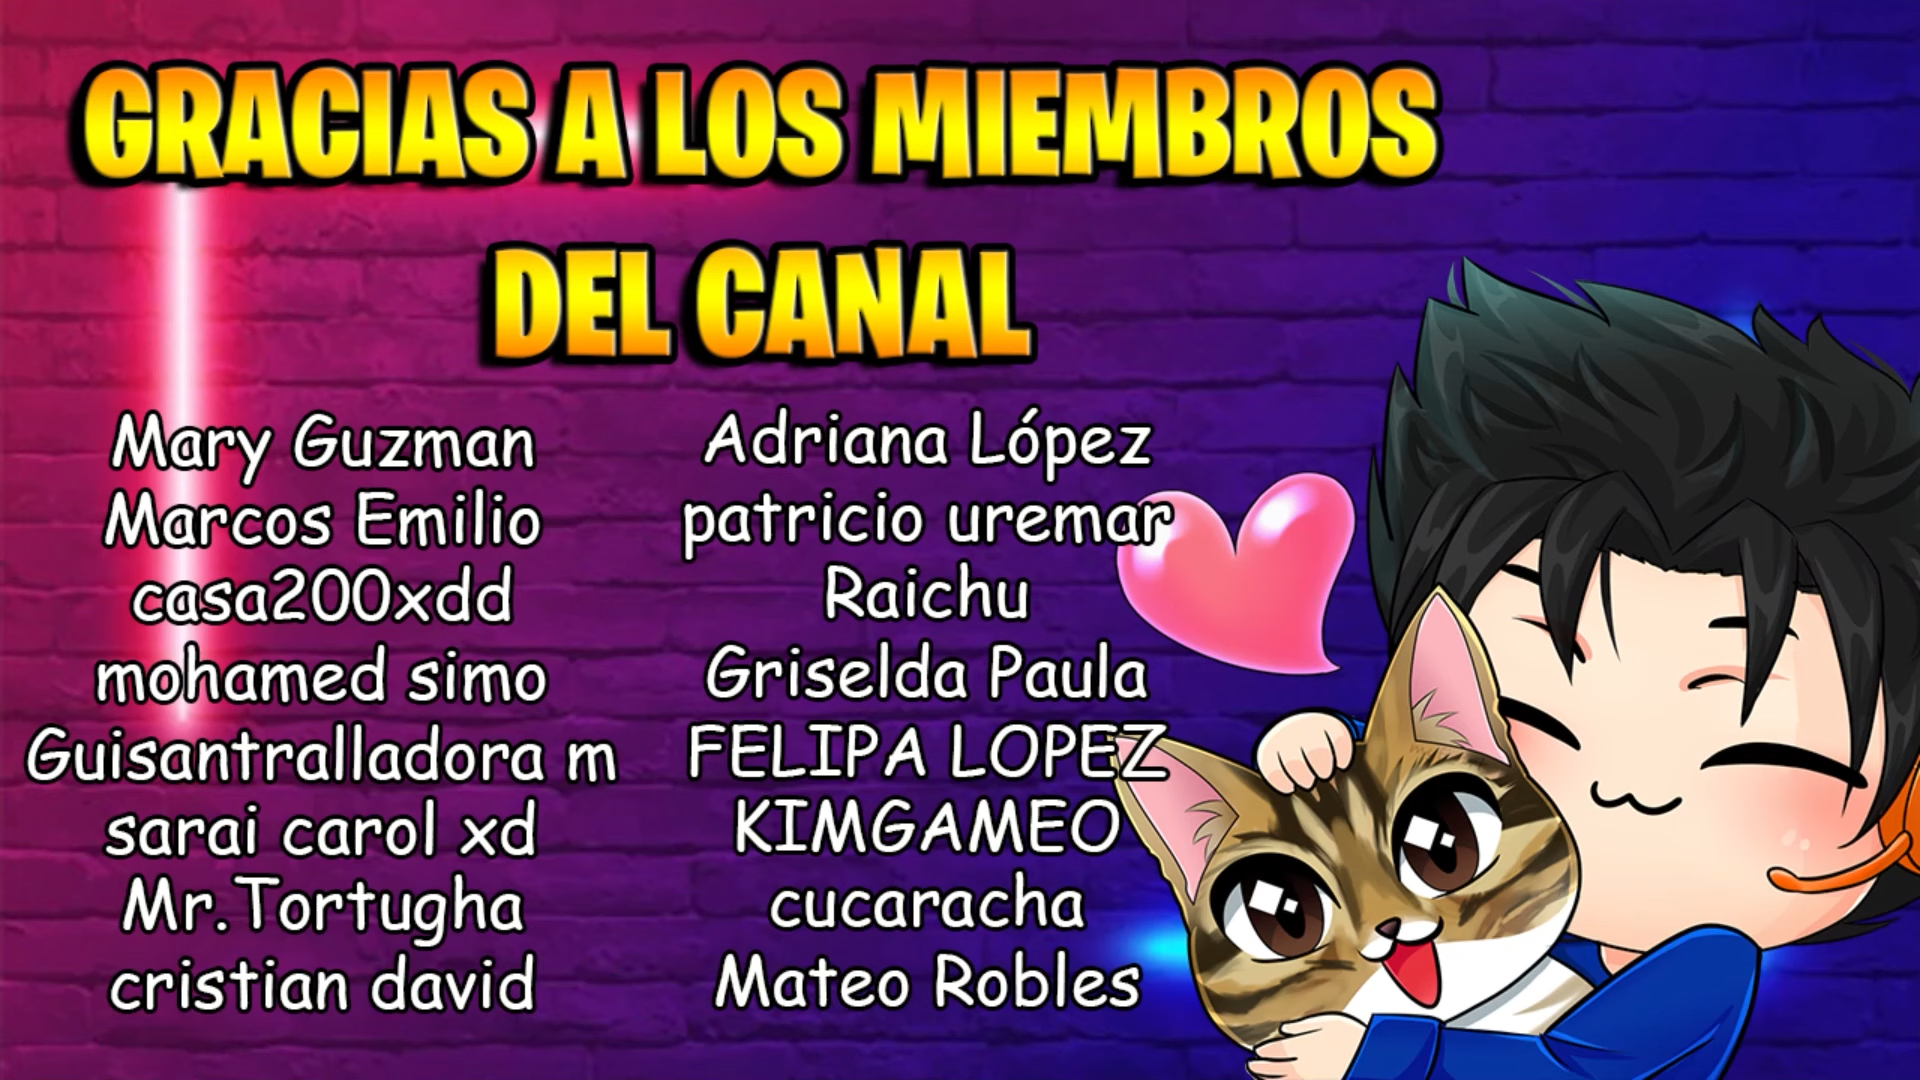 GRACIAS A LOS MIEMBROS
DEL CANAL
Mary Guzman
Marcos Emilio
casa200xdd
mohamed simo
Guisantralladora m
sarai carol xd
Mr.Tortugha
cristian david
Adriana López
patricio uremar
Raichu
Griselda Paula
FELIPA LOPEZ
KIMGAMEO
cucaracha
Mateo Robles